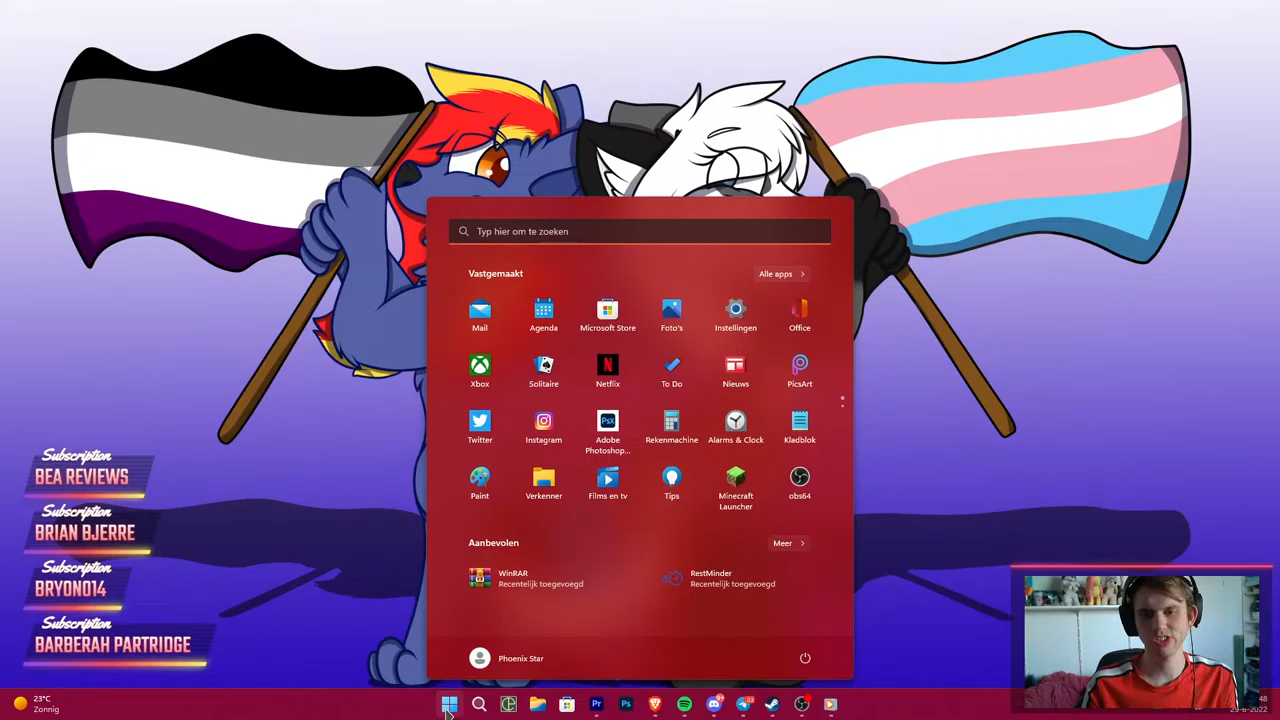 Typ hier om te zoeken
Vastgemaakt
Alle apps
Mail
Agenda
Microsoft Store
Foto's
Instellingen
Office
Xbox
Solitaire
Netflix
To Do
Nieuws
PicsArt
Twitter
Instagram
Adobe
Photoshop...
Rekenmachine
Alarms & Clock
Kladblok
Paint
Verkenner
Films en tv
Tips
Minecraft
Launcher
obs64
Aanbevolen
Meer
WinRAR
Recentelijk toegevoegd
RestMinder
Recentelijk toegevoegd
Phoenix Star
Subscription
BEA REVIEWS
Subscription
BRIAN BJERRE
Subscription
BRYON014
Subscription
BARBERAH PARTRIDGE
23°C
Zonnig